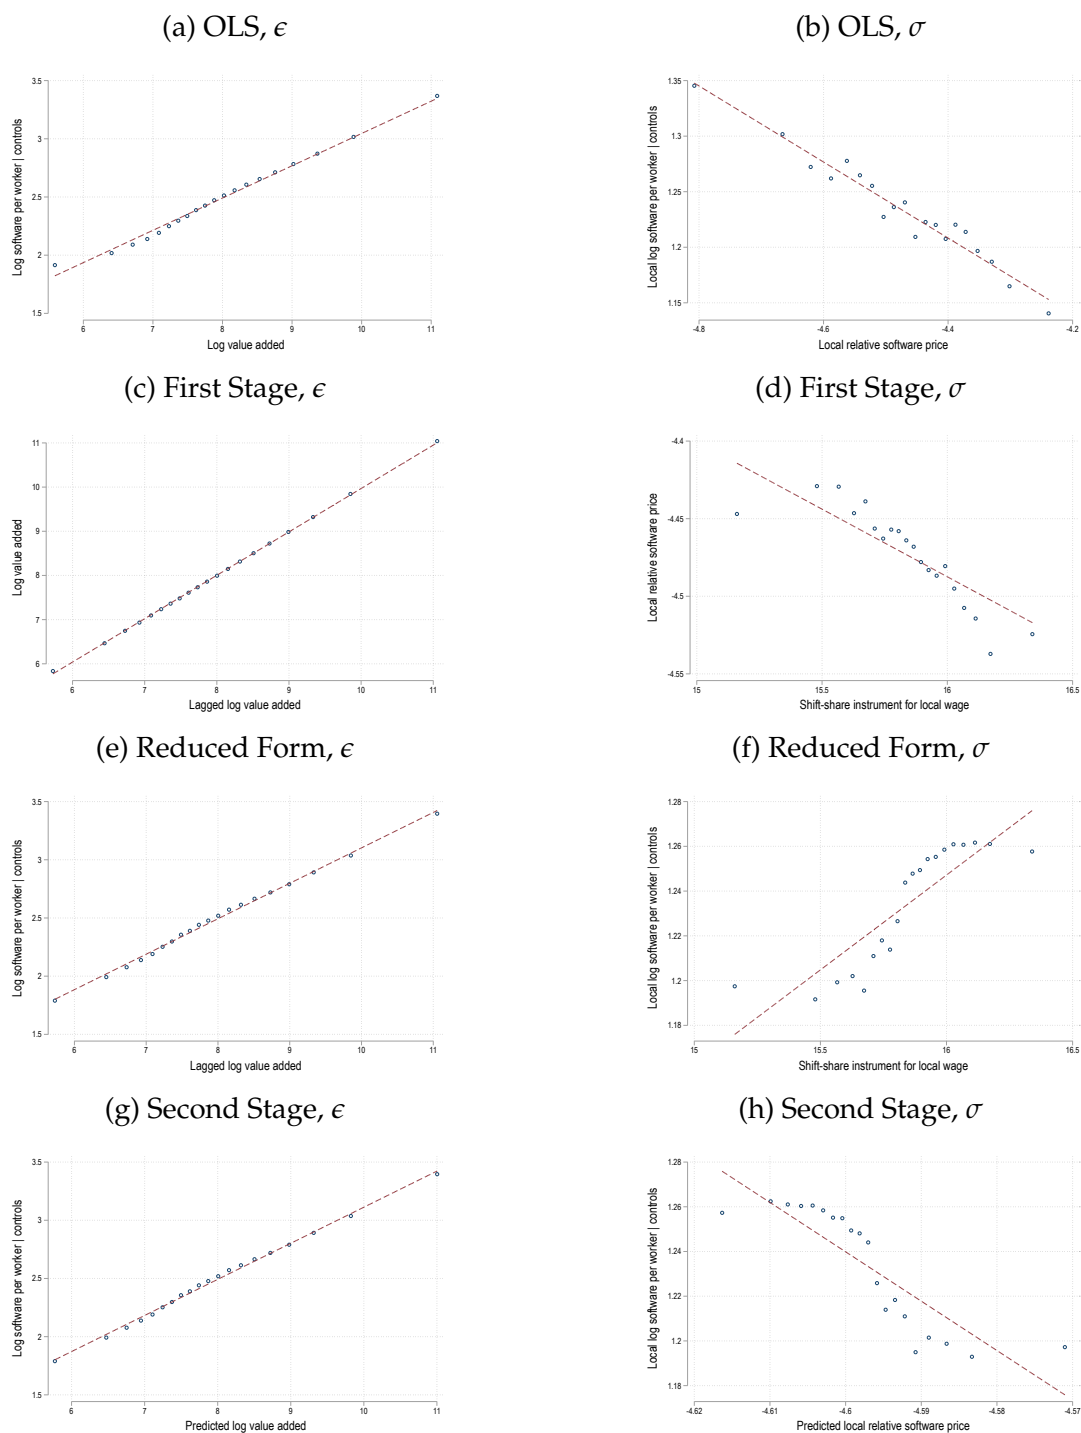 (a) OLS, ϵ
3.5
3
2.5
2
1.5
Log software per worker | controls
6 7 8 9 10 11
Log value added
(b) OLS, σ
1.35
1.3
1.25
1.2
1.15
Local log software per worker | controls
-4.8 -4.6 -4.4 -4.2
Local relative software price
(c) First Stage, ϵ
11
10
9
8
7
6
Log value added
6 7 8 9 10 11
Lagged log value added
(d) First Stage, σ
-4.4
-4.45
-4.5
-4.55
Local relative software price
15 15.5 16 16.5
Shift-share instrument for local wage
(e) Reduced Form, ϵ
3.5
3
2.5
2
1.5
Log software per worker | controls
6 7 8 9 10 11
Lagged log value added
(f) Reduced Form, σ
1.28
1.26
1.24
1.22
1.2
1.18
Local log software per worker | controls
15 15.5 16 16.5
Shift-share instrument for local wage
(g) Second Stage, ϵ
3.5
3
2.5
2
1.5
Log software per worker | controls
6 7 8 9 10 11
Predicted log value added
(h) Second Stage, σ
1.28
1.26
1.24
1.22
1.2
1.18
Local log software per worker | controls
-4.62 -4.61 -4.6 -4.59 -4.58 -4.57
Predicted local relative software price